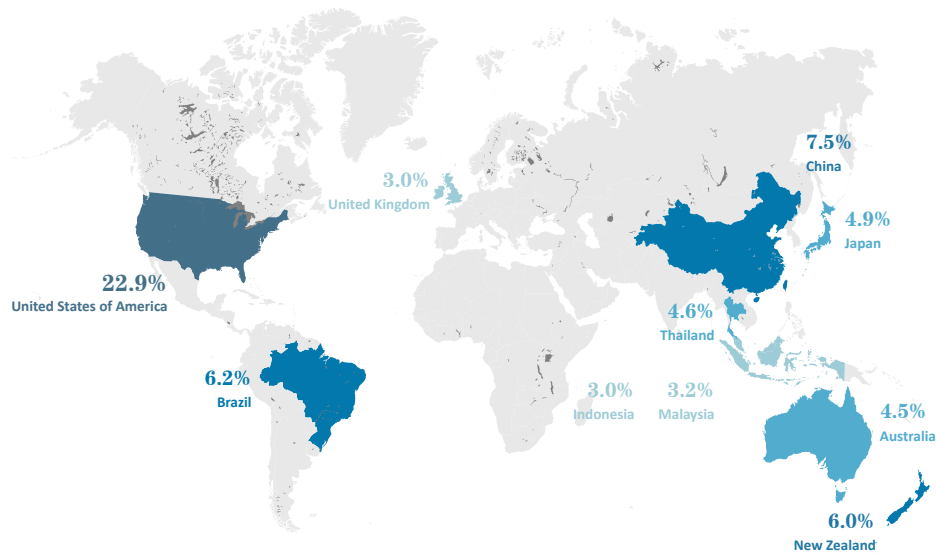 7.5%
China
3.0%
United Kingdom
4.9%
Japan
22.9%
United States of America
4.6%
Thailand
6.2%
Brazil
3.0%
Indonesia
3.2%
Malaysia
4.5%
Australia
6.0%
New Zealand